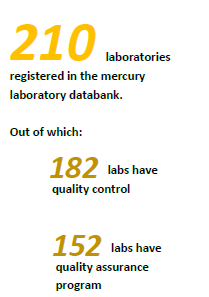 210 laboratories
registered in the mercury
laboratory databank.
Out of which:
182 labs have
quality control
152 labs have
quality assurance
program